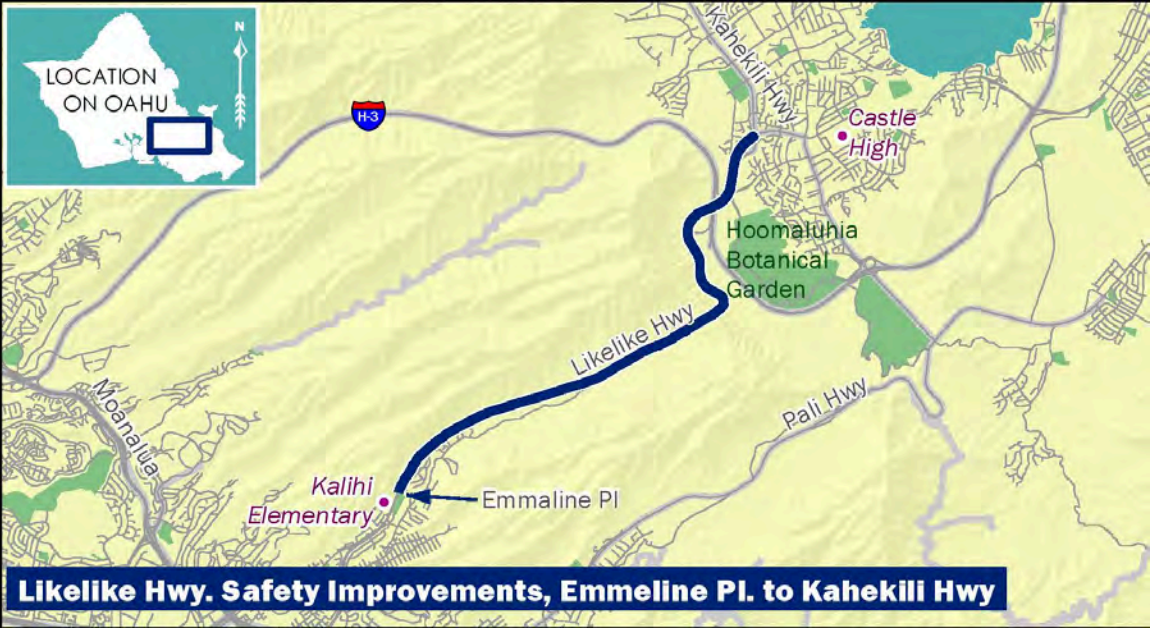 N
LOCATION
ON OAHU
H-3
Kahekili Hwy
Castle
High
Hoomaluhia
Botanical
Garden
Likelike Hwy
Moanalua
Pali Hwy
Kalihi
Elementary
Emmaline Pl
Likelike Hwy. Safety Improvements, Emmeline Pl. to Kahekili Hwy